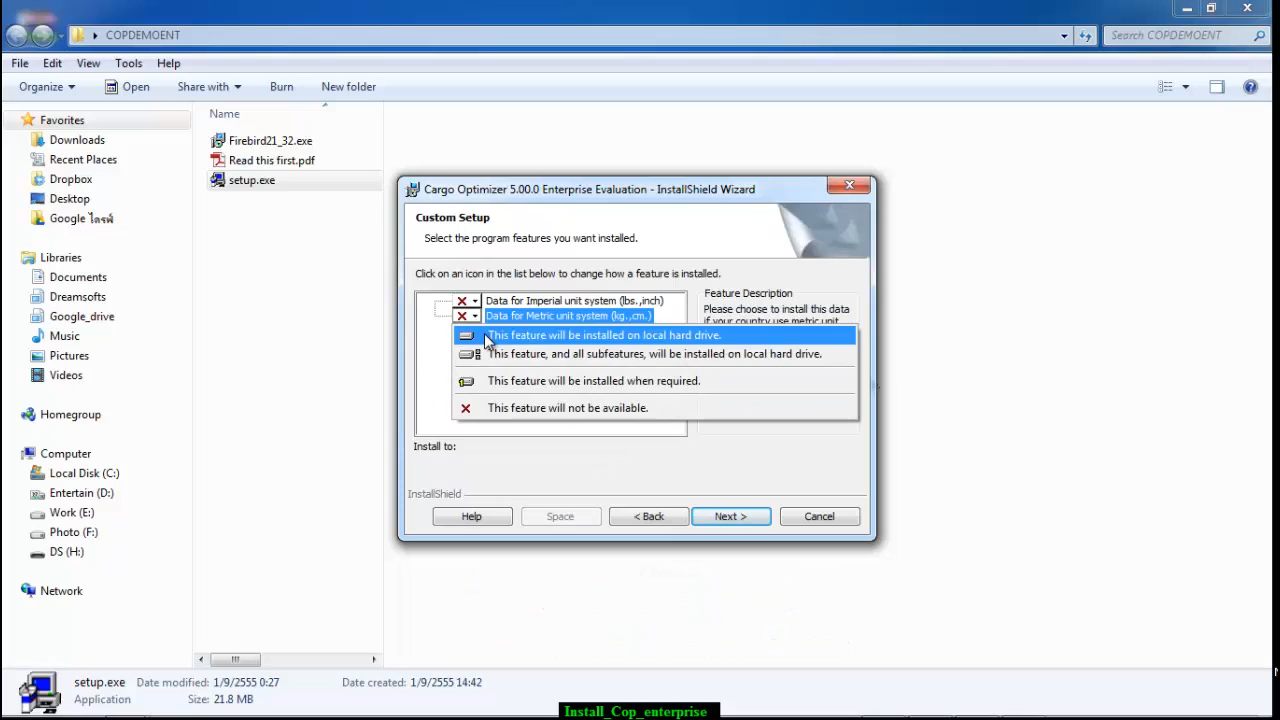 COPDEMOENT
Search COPDEMOENT
File Edit View Tools Help
Organize Open Share with Burn New folder
Favorites
Downloads
Recent Places
Dropbox
Desktop
Google ไดรฟ์
Libraries
Documents
Dreamsofts
Google_drive
Music
Pictures
Videos
Homegroup
Computer
Local Disk (C:)
Entertain (D:)
Work (E:)
Photo (F:)
DS (H:)
Network
Name
Firebird21_32.exe
Read this first.pdf
setup.exe
Cargo Optimizer 5.00.0 Enterprise Evaluation - InstallShield Wizard
Custom Setup
Select the program features you want installed.
Click on an icon in the list below to change how a feature is installed.
Data for Imperial unit system (lbs.,inch)
Data for Metric unit system (kg.,cm.)
Feature Description
Please choose to install this data
if your country use metric unit
This feature will be installed on local hard drive.
This feature, and all subfeatures, will be installed on local hard drive.
This feature will be installed when required.
This feature will not be available.
Install to:
InstallShield
Help Space < Back Next > Cancel
setup.exe Date modified: 1/9/2555 0:27 Date created: 1/9/2555 14:42
Application Size: 21.8 MB
Install_Cop_enterprise